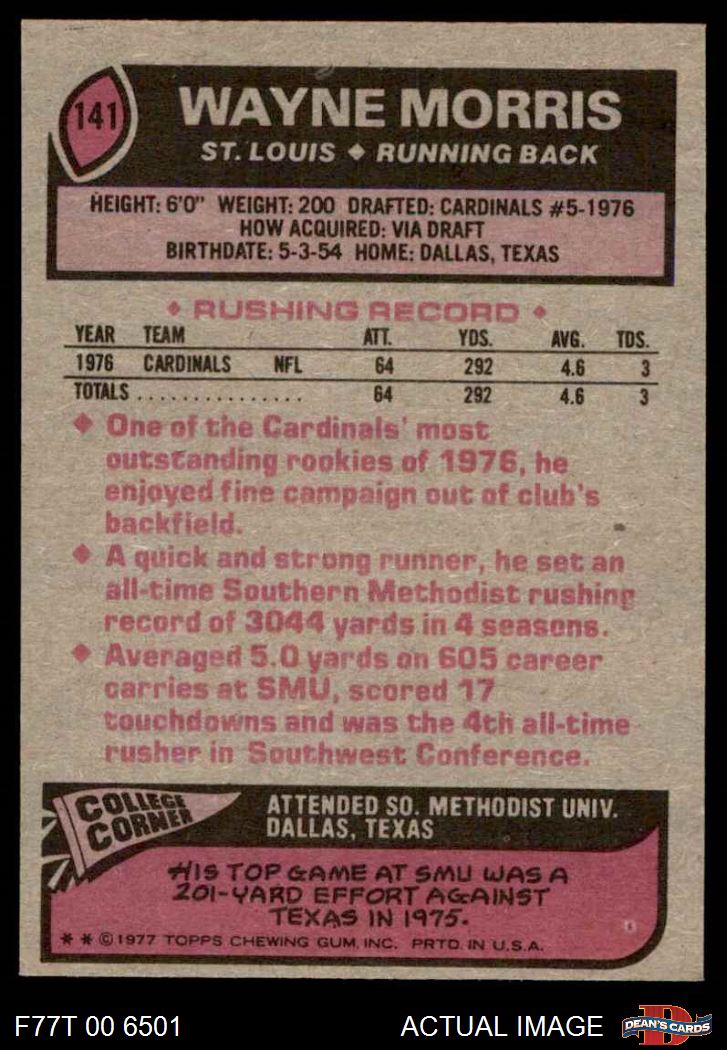 141
WAYNE MORRIS
ST. LOUIS ◆ RUNNING BACK
HEIGHT: 6'0" WEIGHT: 200 DRAFTED: CARDINALS #5-1976
HOW ACQUIRED: VIA DRAFT
BIRTHDATE: 5-3-54 HOME: DALLAS, TEXAS
◆ RUSHING RECORD ◆
YEAR TEAM ATT. YDS. AVG. TDS.
1976 CARDINALS NFL 64 292 4.6 3
TOTALS . . . . . . . . . . . . . . . 64 292 4.6 3
◆ One of the Cardinals' most
outstanding rookies of 1976, he
enjoyed fine campaign out of club's
backfield.
◆ A quick and strong runner, he set an
all-time Southern Methodist rushing
record of 3044 yards in 4 seasons.
◆ Averaged 5.0 yards on 605 career
carries at SMU, scored 17
touchdowns and was the 4th all-time
rusher in Southwest Conference.
COLLEGE
CORNER
ATTENDED SO. METHODIST UNIV.
DALLAS, TEXAS
HIS TOP GAME AT SMU WAS A
201-YARD EFFORT AGAINST
TEXAS IN 1975.
* * © 1977 TOPPS CHEWING GUM, INC. PRTD. IN U.S.A.
F77T 00 6501 ACTUAL IMAGE
D
DEAN'S CARDS